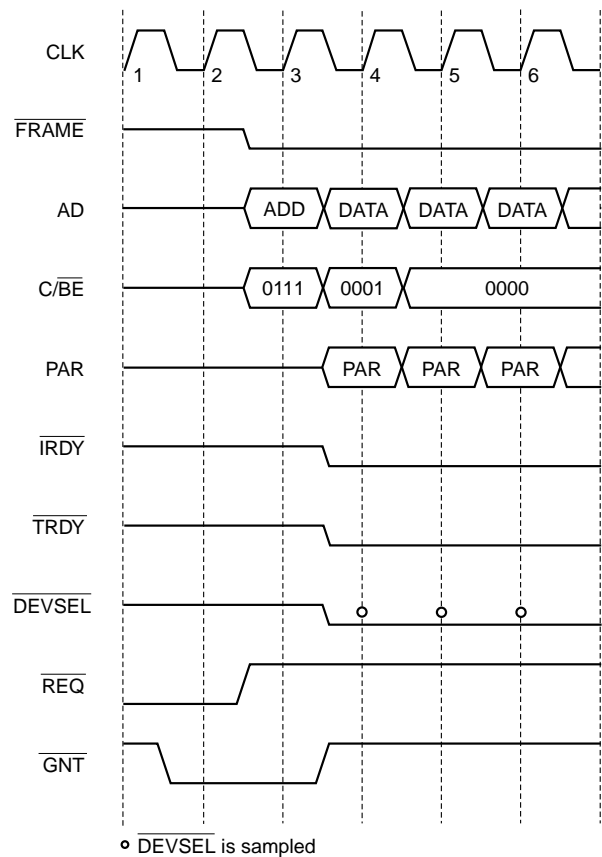 CLK
1 2 3 4 5 6
FRAME
AD
ADD DATA DATA DATA
C/BE
0111 0001 0000
PAR
PAR PAR PAR
IRDY
TRDY
DEVSEL
REQ
GNT
DEVSEL is sampled